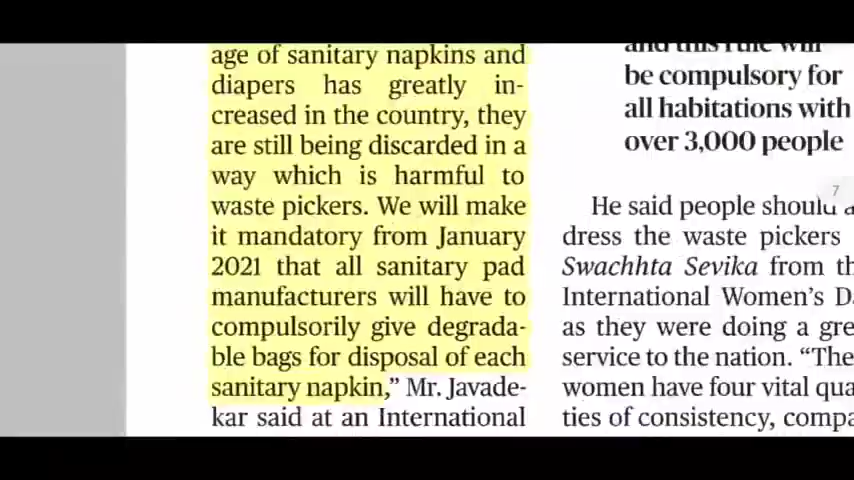 age of sanitary napkins and
diapers has greatly in-
creased in the country, they
are still being discarded in a
way which is harmful to
waste pickers. We will make
it mandatory from January
2021 that all sanitary pad
manufacturers will have to
compulsorily give degrada-
ble bags for disposal of each
sanitary napkin,” Mr. Javade-
kar said at an International
and this rule will
be compulsory for
all habitations with
over 3,000 people
7
He said people should
dress the waste pickers
Swachhta Sevika from
International Women's
as they were doing a
service to the nation. “The
women have four vital
ties of consistency,